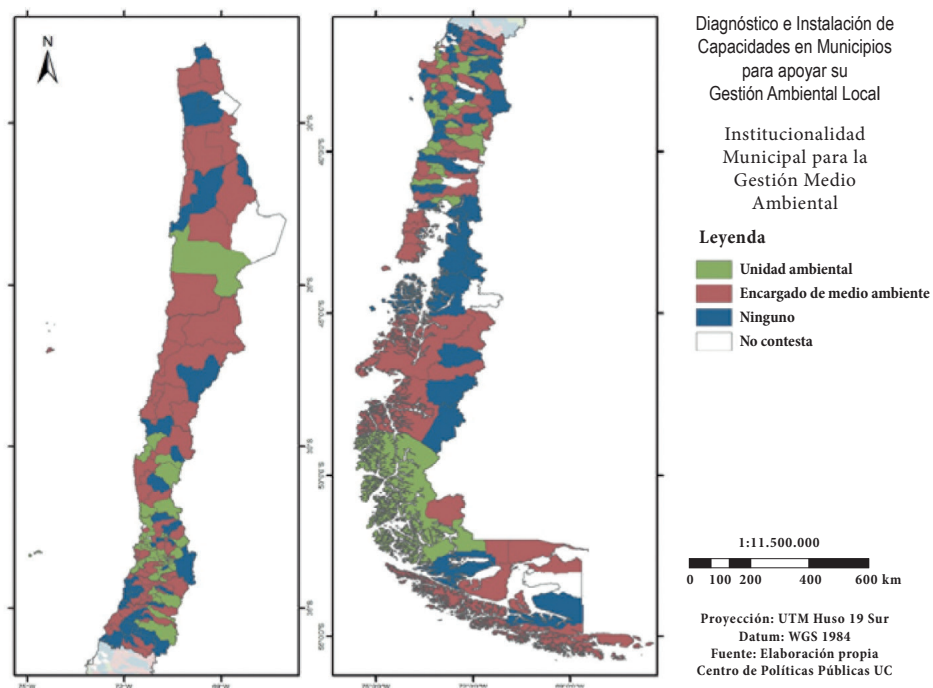 N
Diagnóstico e Instalación de
Capacidades en Municipios
para apoyar su
Gestión Ambiental Local
Institucionalidad
Municipal para la
Gestión Medio
Ambiental
Leyenda
Unidad ambiental
Encargado de medio ambiente
Ninguno
No contesta
1:11.500.000
0 100 200 400 600 km
Proyección: UTM Huso 19 Sur
Datum: WGS 1984
Fuente: Elaboración propia
Centro de Políticas Públicas UC